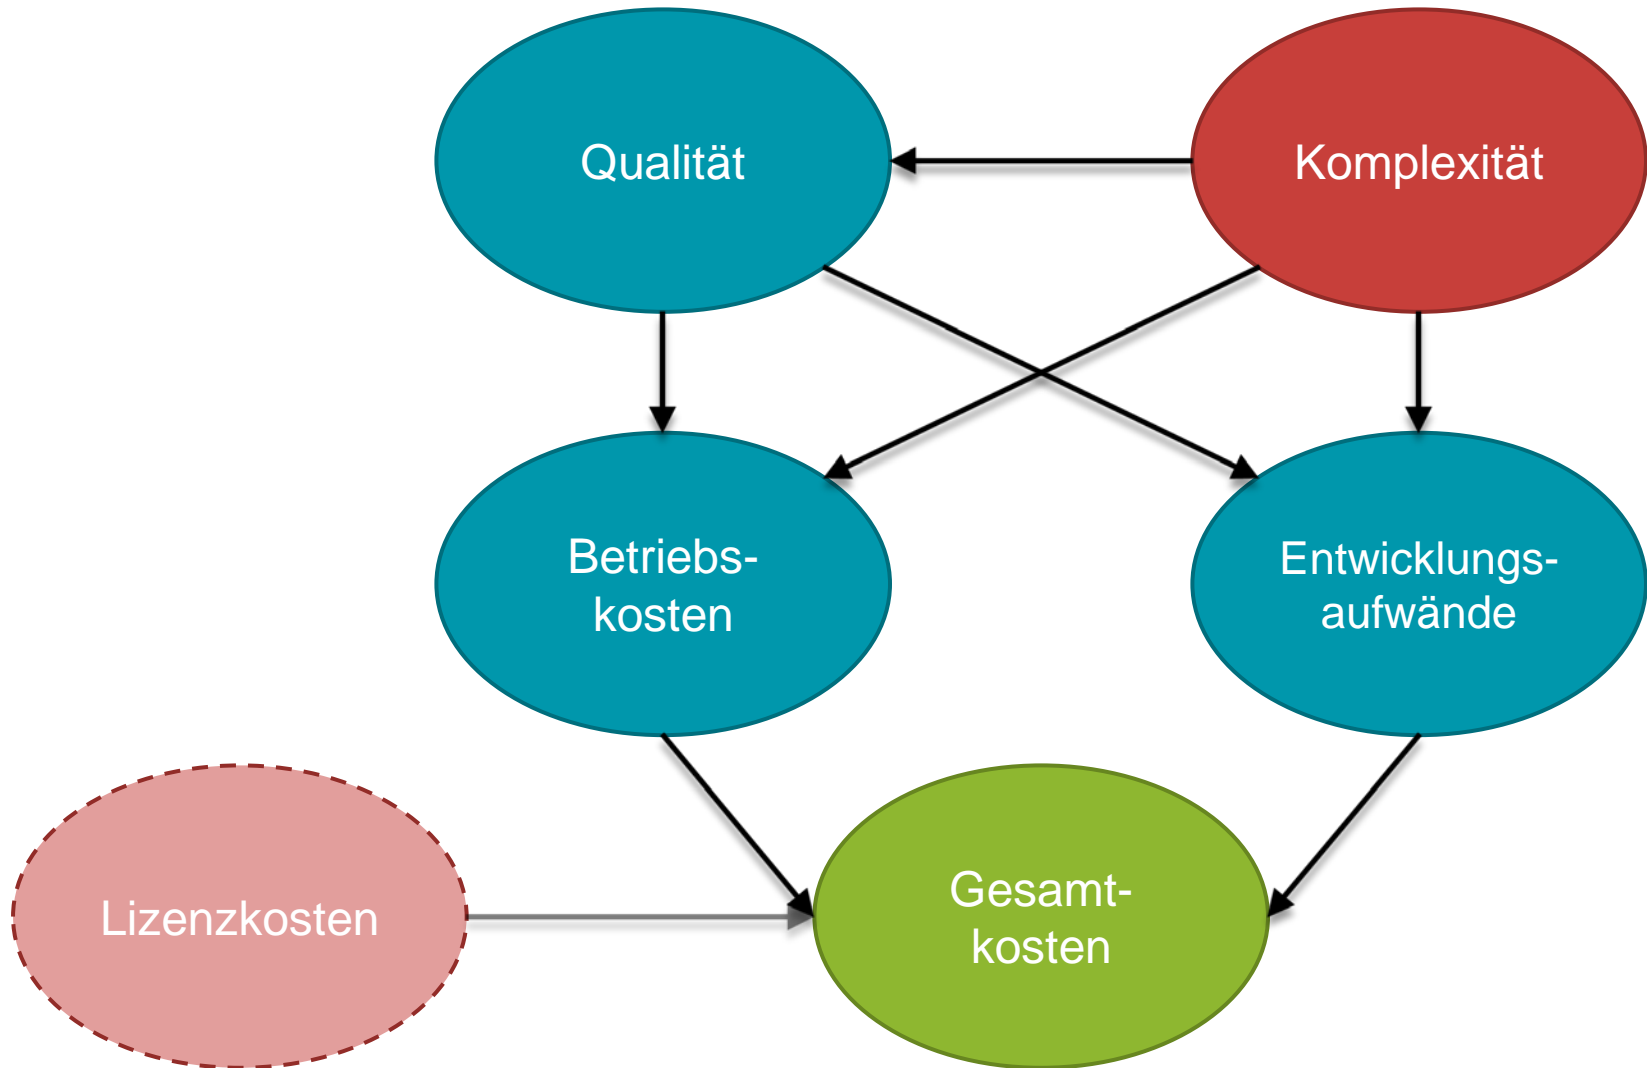 Qualität
Komplexität
Betriebs-
kosten
Entwicklungs-
aufwände
Lizenzkosten
Gesamt-
kosten